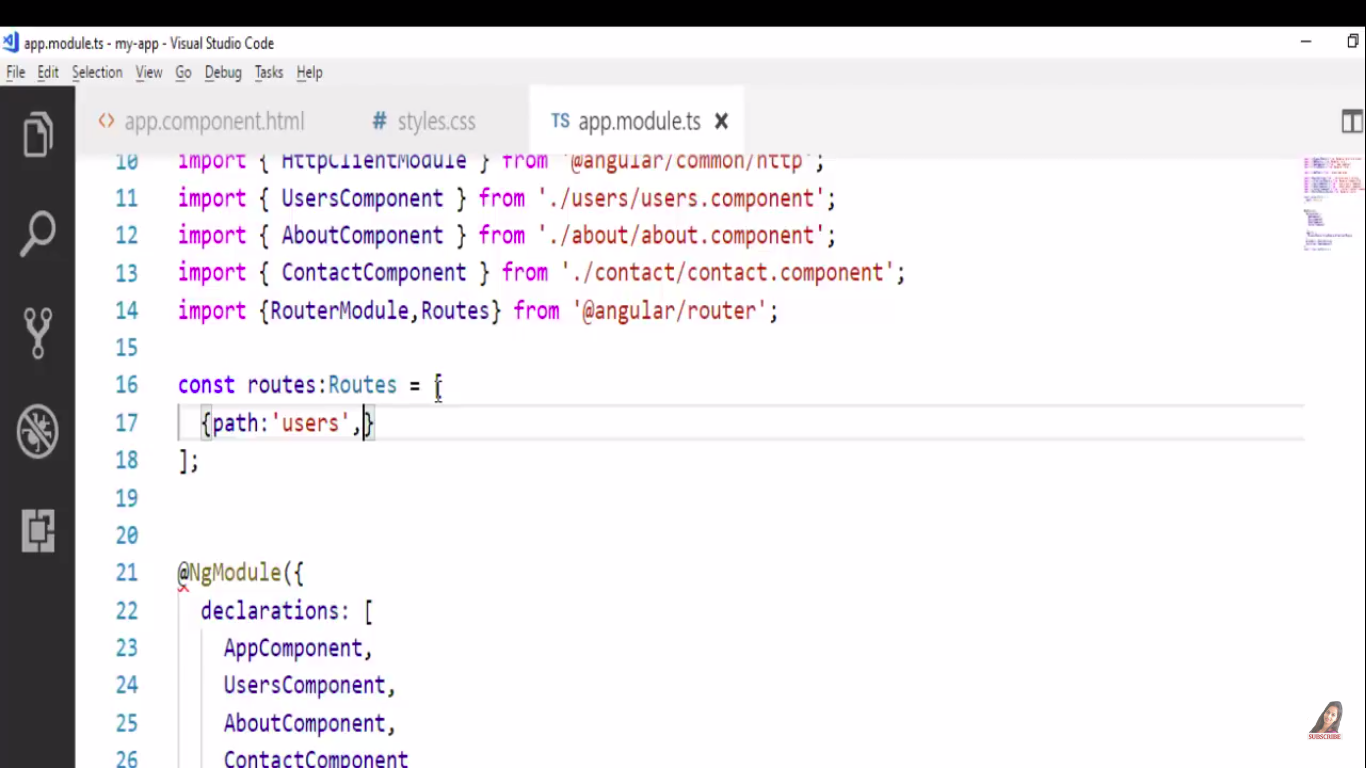 app.module.ts - my-app - Visual Studio Code
File Edit Selection View Go Debug Tasks Help
<> app.component.html # styles.css TS app.module.ts ×
10 import { HttpClientModule } from '@angular/common/http';
11 import { UsersComponent } from './users/users.component';
12 import { AboutComponent } from './about/about.component';
13 import { ContactComponent } from './contact/contact.component';
14 import {RouterModule,Routes} from '@angular/router';
15
16 const routes:Routes = [
17 {path:'users',}
18 ];
19
20
21 @NgModule({
22 declarations: [
23 AppComponent,
24 UsersComponent,
25 AboutComponent,
26 ContactComponent
SUBSCRIBE